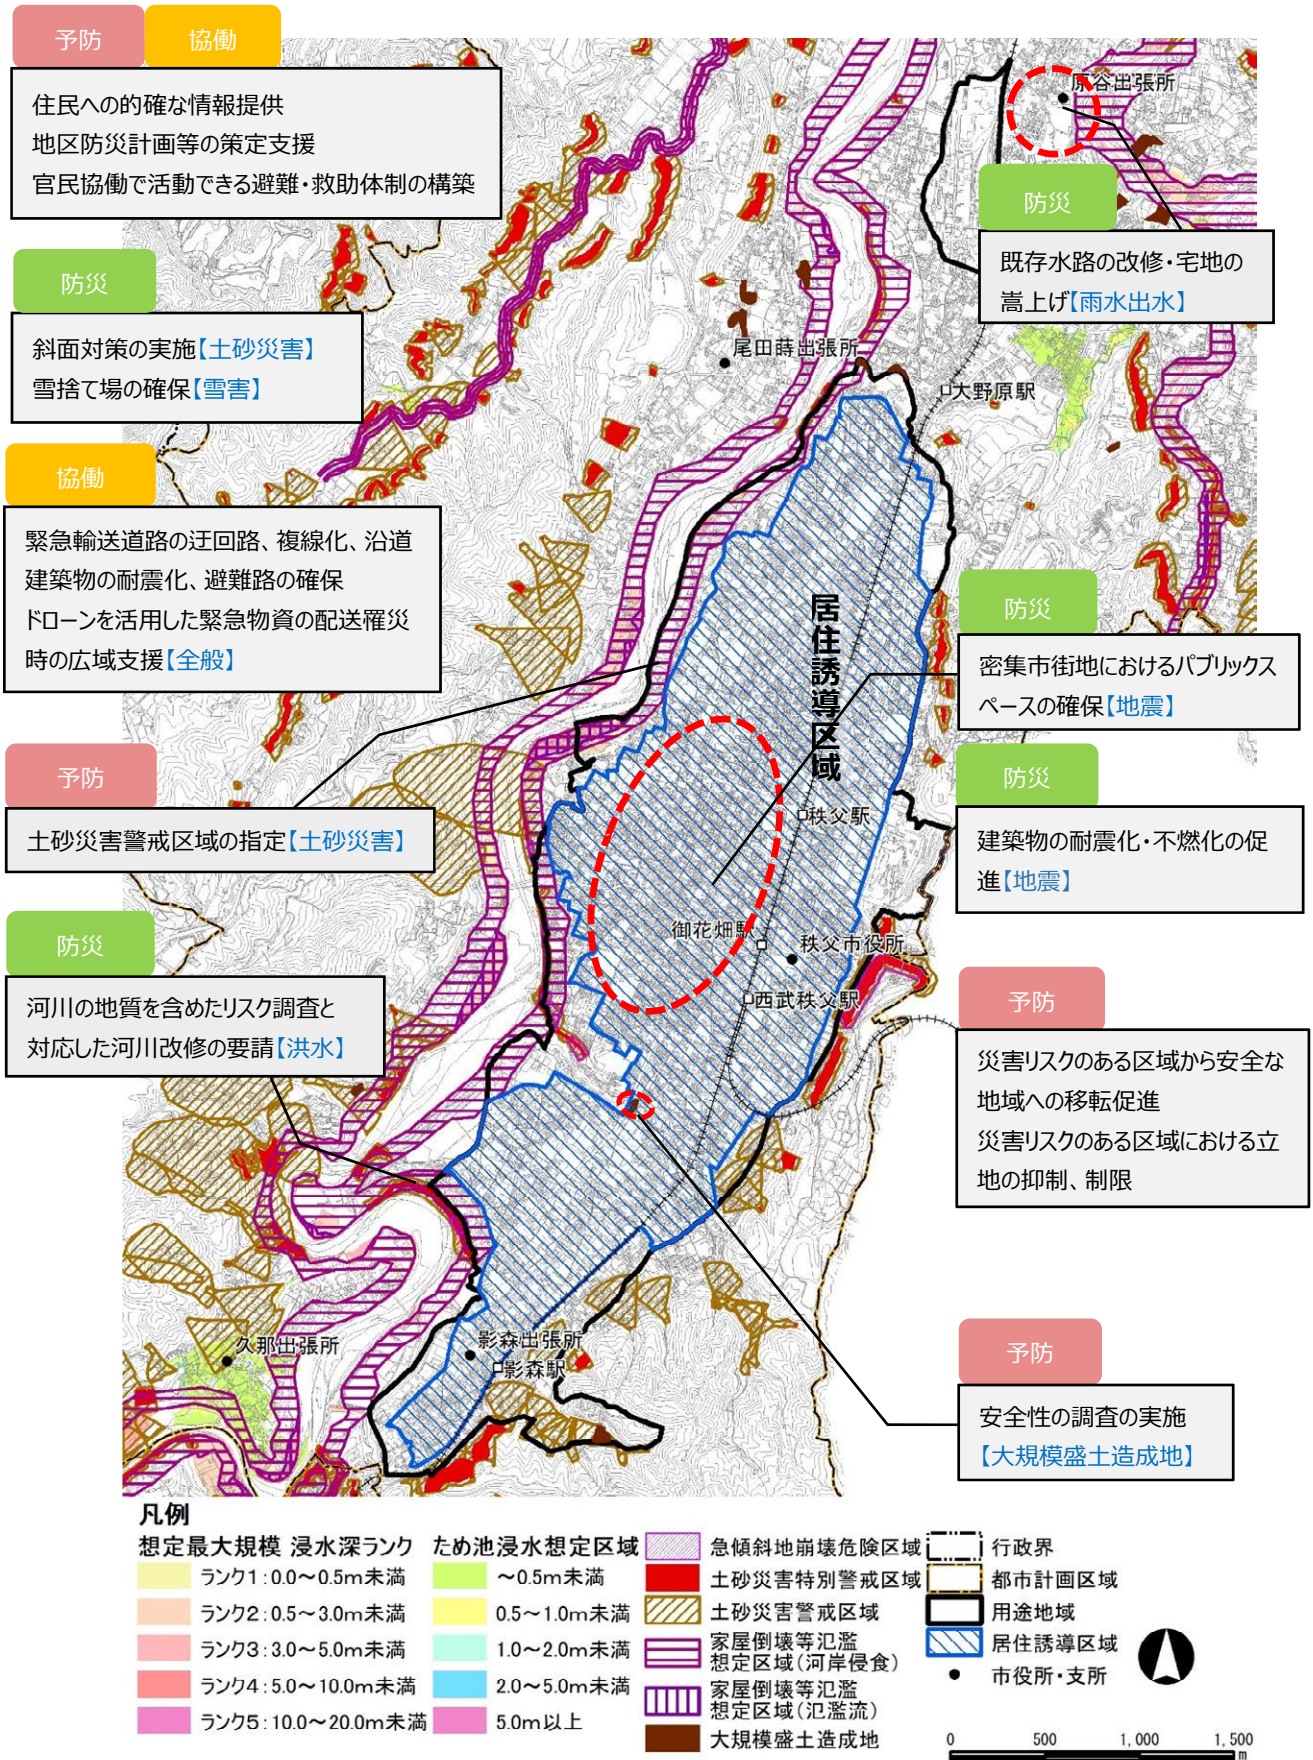 予防
協働
住民への的確な情報提供
地区防災計画等の策定支援
官民協働で活動できる避難・救助体制の構築
防災
斜面対策の実施【土砂災害】
雪捨て場の確保【雪害】
協働
緊急輸送道路の迂回路、複線化、沿道
建築物の耐震化、避難路の確保
ドローンを活用した緊急物資の配送罹災
時の広域支援【全般】
予防
土砂災害警戒区域の指定【土砂災害】
防災
河川の地質を含めたリスク調査と
対応した河川改修の要請【洪水】
原谷出張所
防災
既存水路の改修・宅地の
嵩上げ【雨水出水】
尾田蒔出張所
大野原駅
居住誘導区域
防災
密集市街地におけるパブリックス
ペースの確保【地震】
防災
建築物の耐震化・不燃化の促
進【地震】
秩父駅
御花畑駅
秩父市役所
西武秩父駅
予防
災害リスクのある区域から安全な
地域への移転促進
災害リスクのある区域における立
地の抑制、制限
久那出張所
影森出張所
影森駅
予防
安全性の調査の実施
【大規模盛土造成地】
凡例
想定最大規模 浸水深ランク
ランク1:0.0～0.5m未満
ランク2:0.5～3.0m未満
ランク3:3.0～5.0m未満
ランク4:5.0～10.0m未満
ランク5:10.0～20.0m未満
ため池浸水想定区域
～0.5m未満
0.5～1.0m未満
1.0～2.0m未満
2.0～5.0m未満
5.0m以上
急傾斜地崩壊危険区域
土砂災害特別警戒区域
土砂災害警戒区域
家屋倒壊等氾濫
想定区域(河岸侵食)
家屋倒壊等氾濫
想定区域(氾濫流)
大規模盛土造成地
行政界
都市計画区域
用途地域
居住誘導区域
市役所・支所
0 500 1,000 1,500
m